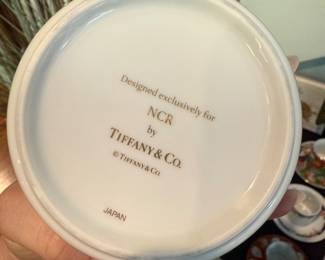 Designed exclusively for
NCR
by
TIFFANY & CO.
© TIFFANY & CO.
JAPAN